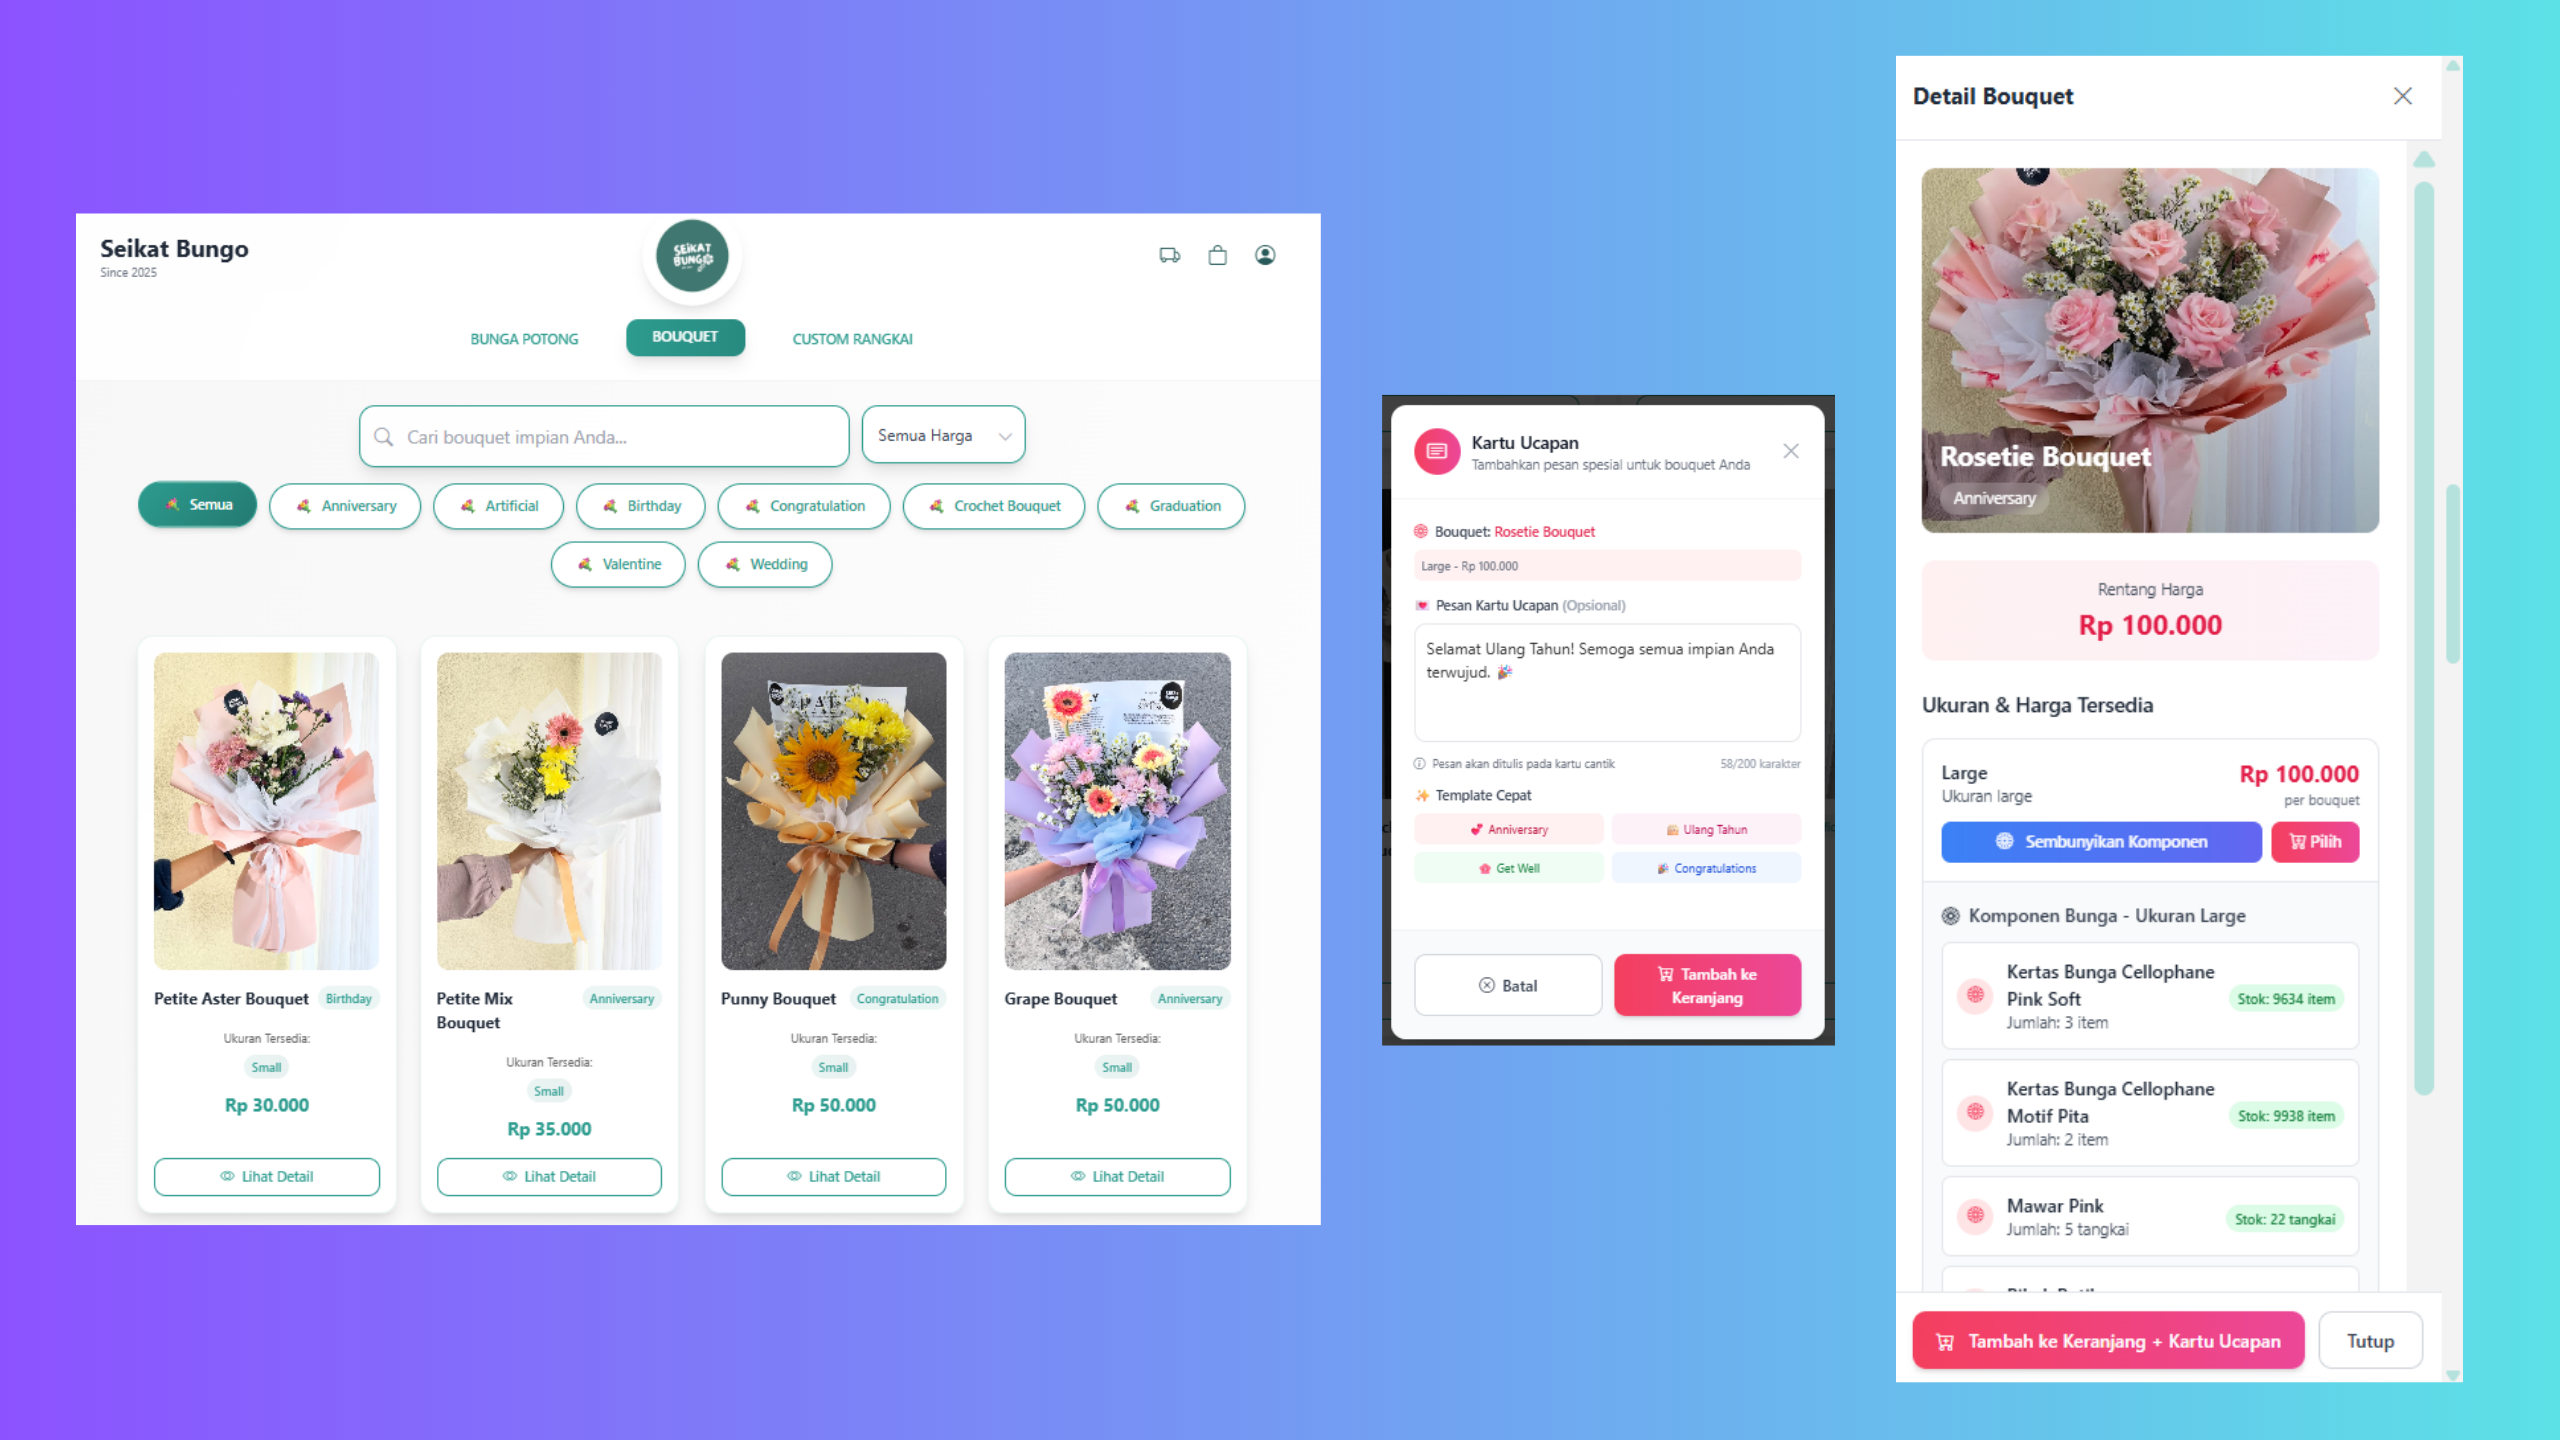 Seikat Bungo
Since 2025
SEIKAT
BUNGO
BUNGA POTONG
BOUQUET
CUSTOM RANGKAI
Cari bouquet impian Anda...
Semua Harga
Semua
Anniversary
Artificial
Birthday
Congratulation
Crochet Bouquet
Graduation
Valentine
Wedding
Petite Aster Bouquet
Birthday
Ukuran Tersedia:
Small
Rp 30.000
Lihat Detail
Petite Mix
Bouquet
Anniversary
Ukuran Tersedia:
Small
Rp 35.000
Lihat Detail
Punny Bouquet
Congratulation
Ukuran Tersedia:
Small
Rp 50.000
Lihat Detail
Grape Bouquet
Anniversary
Ukuran Tersedia:
Small
Rp 50.000
Lihat Detail
Kartu Ucapan
Tambahkan pesan spesial untuk bouquet Anda
Bouquet: Rosetie Bouquet
Large - Rp 100.000
Pesan Kartu Ucapan (Opsional)
Selamat Ulang Tahun! Semoga semua impian Anda
terwujud. 🎉
Pesan akan ditulis pada kartu cantik
58/200 karakter
Template Cepat
Anniversary
Ulang Tahun
Get Well
Congratulations
Batal
Tambah ke
Keranjang
Detail Bouquet
Rosetie Bouquet
Anniversary
Rentang Harga
Rp 100.000
Ukuran & Harga Tersedia
Large
Ukuran large
Rp 100.000
per bouquet
Sembunyikan Komponen
Pilih
Komponen Bunga - Ukuran Large
Kertas Bunga Cellophane
Pink Soft
Jumlah: 3 item
Stok: 9634 item
Kertas Bunga Cellophane
Motif Pita
Jumlah: 2 item
Stok: 9938 item
Mawar Pink
Jumlah: 5 tangkai
Stok: 22 tangkai
Tambah ke Keranjang + Kartu Ucapan
Tutup